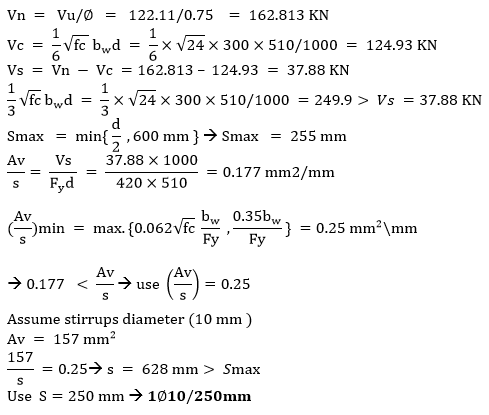 Vn = Vu/Ø = 122.11/0.75 = 162.813 KN
Vc = 1/6 √fc bwd = 1/6 × √24 × 300 × 510/1000 = 124.93 KN
Vs = Vn − Vc = 162.813 – 124.93 = 37.88 KN
1/3 √fc bwd = 1/3 × √24 × 300 × 510/1000 = 249.9 > Vs = 37.88 KN
Smax = min{d/2 , 600 mm } → Smax = 255 mm
Av/s = Vs/Fyd = 37.88 × 1000/420 × 510 = 0.177 mm2/mm
(Av/s)min = max. {0.062√fc bw/Fy , 0.35bw/Fy } = 0.25 mm²\mm
→ 0.177 < Av/s → use (Av/s) = 0.25
Assume stirrups diameter (10 mm )
Av = 157 mm²
157/s = 0.25→ s = 628 mm > Smax
Use S = 250 mm → 1Ø10/250mm